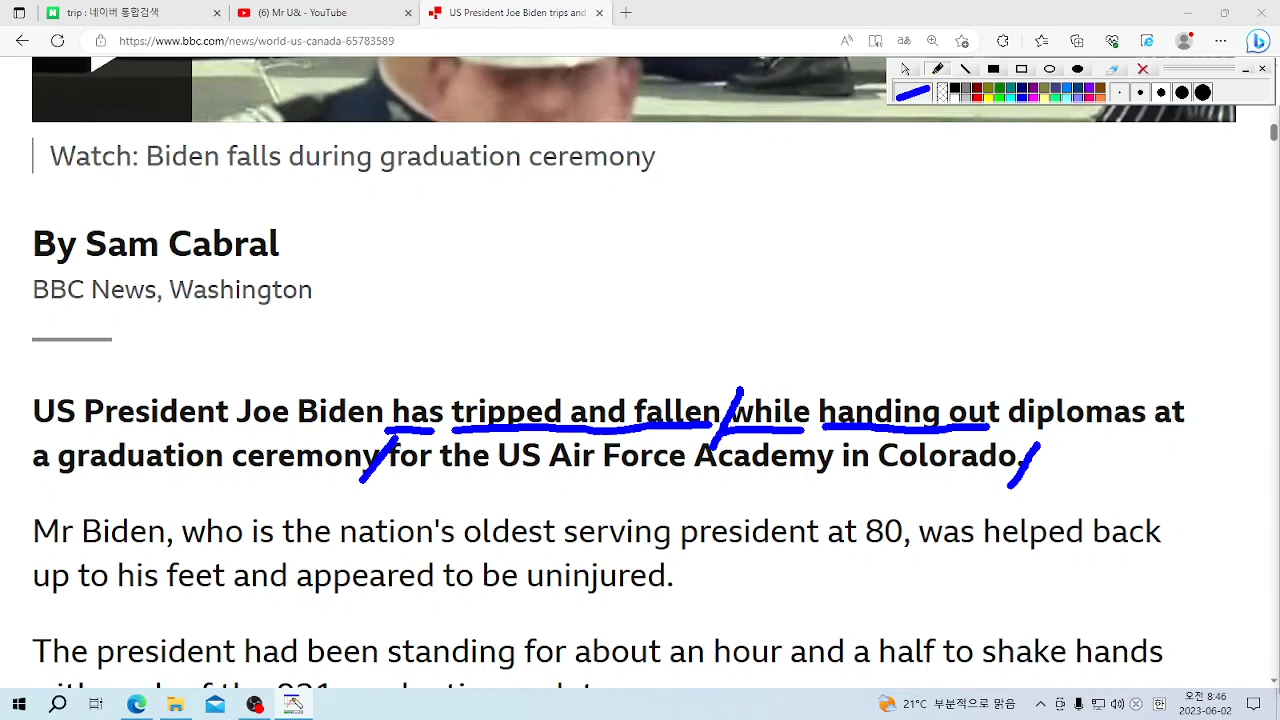 trip : 네이버 통합검색
(6) Mr U& - YouTube
US President Joe Biden trips and
https://www.bbc.com/news/world-us-canada-65783589
Watch: Biden falls during graduation ceremony
By Sam Cabral
BBC News, Washington
US President Joe Biden has tripped and fallen while handing out diplomas at
a graduation ceremony for the US Air Force Academy in Colorado.
Mr Biden, who is the nation's oldest serving president at 80, was helped back
up to his feet and appeared to be uninjured.
The president had been standing for about an hour and a half to shake hands
21°C 부분적으로 맑음
오전 8:46
2023-06-02